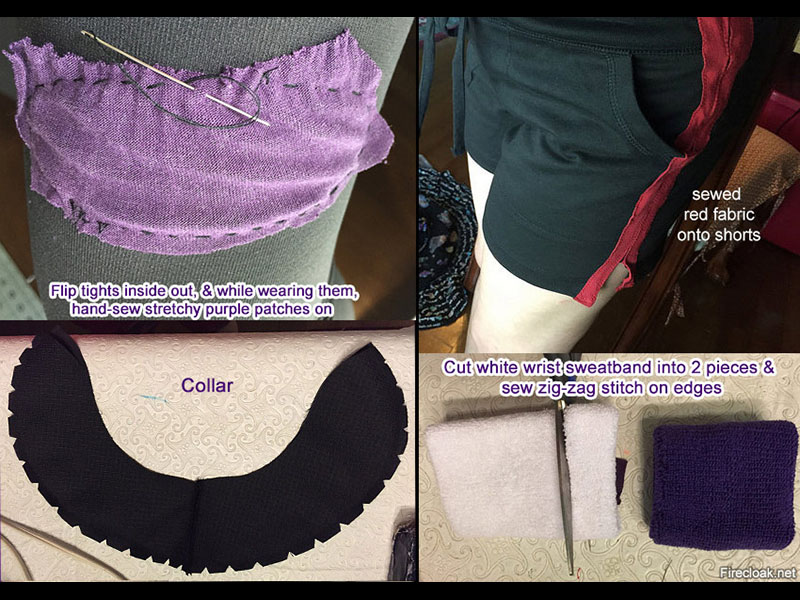 Flip tights inside out, & while wearing them,
hand-sew stretchy purple patches on
sewed
red fabric
onto shorts
Collar
Cut white wrist sweatband into 2 pieces &
sew zig-zag stitch on edges
Firecloak.net